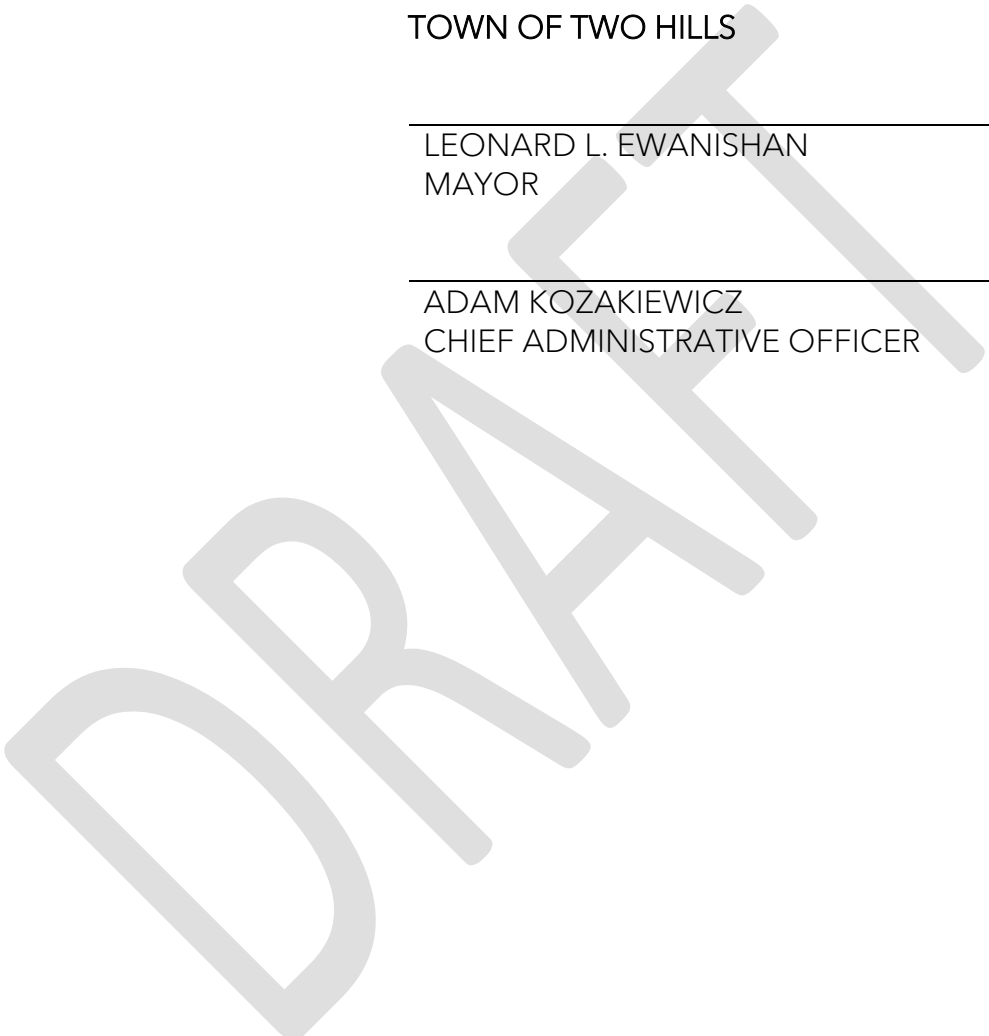 TOWN OF TWO HILLS
LEONARD L. EWANISHAN
MAYOR
ADAM KOZAKIEWICZ
CHIEF ADMINISTRATIVE OFFICER
DRAFT